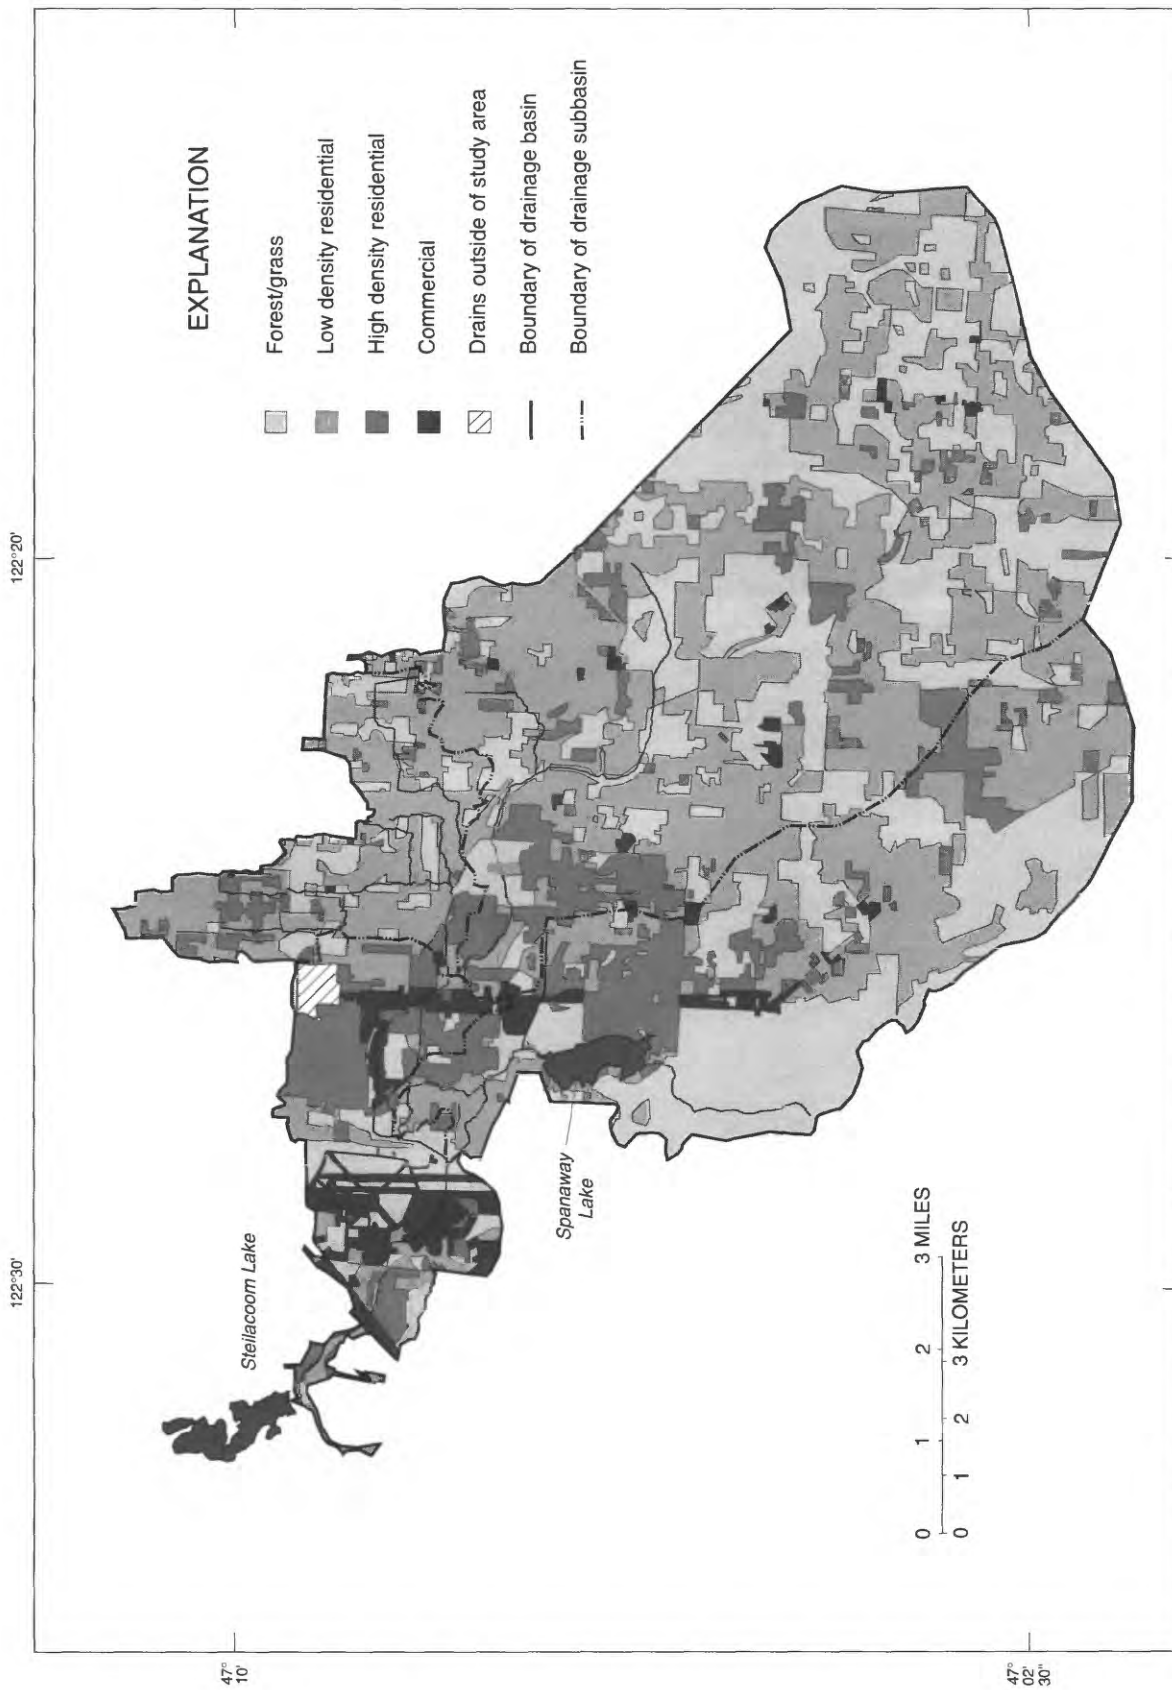 EXPLANATION
Forest/grass
Low density residential
High density residential
Commercial
Drains outside of study area
Boundary of drainage basin
Boundary of drainage subbasin
122°30'
122°20'
47°
10'
47°
02'
30"
Steilacoom Lake
Spanaway
Lake
0 1 2 3 MILES
0 1 2 3 KILOMETERS